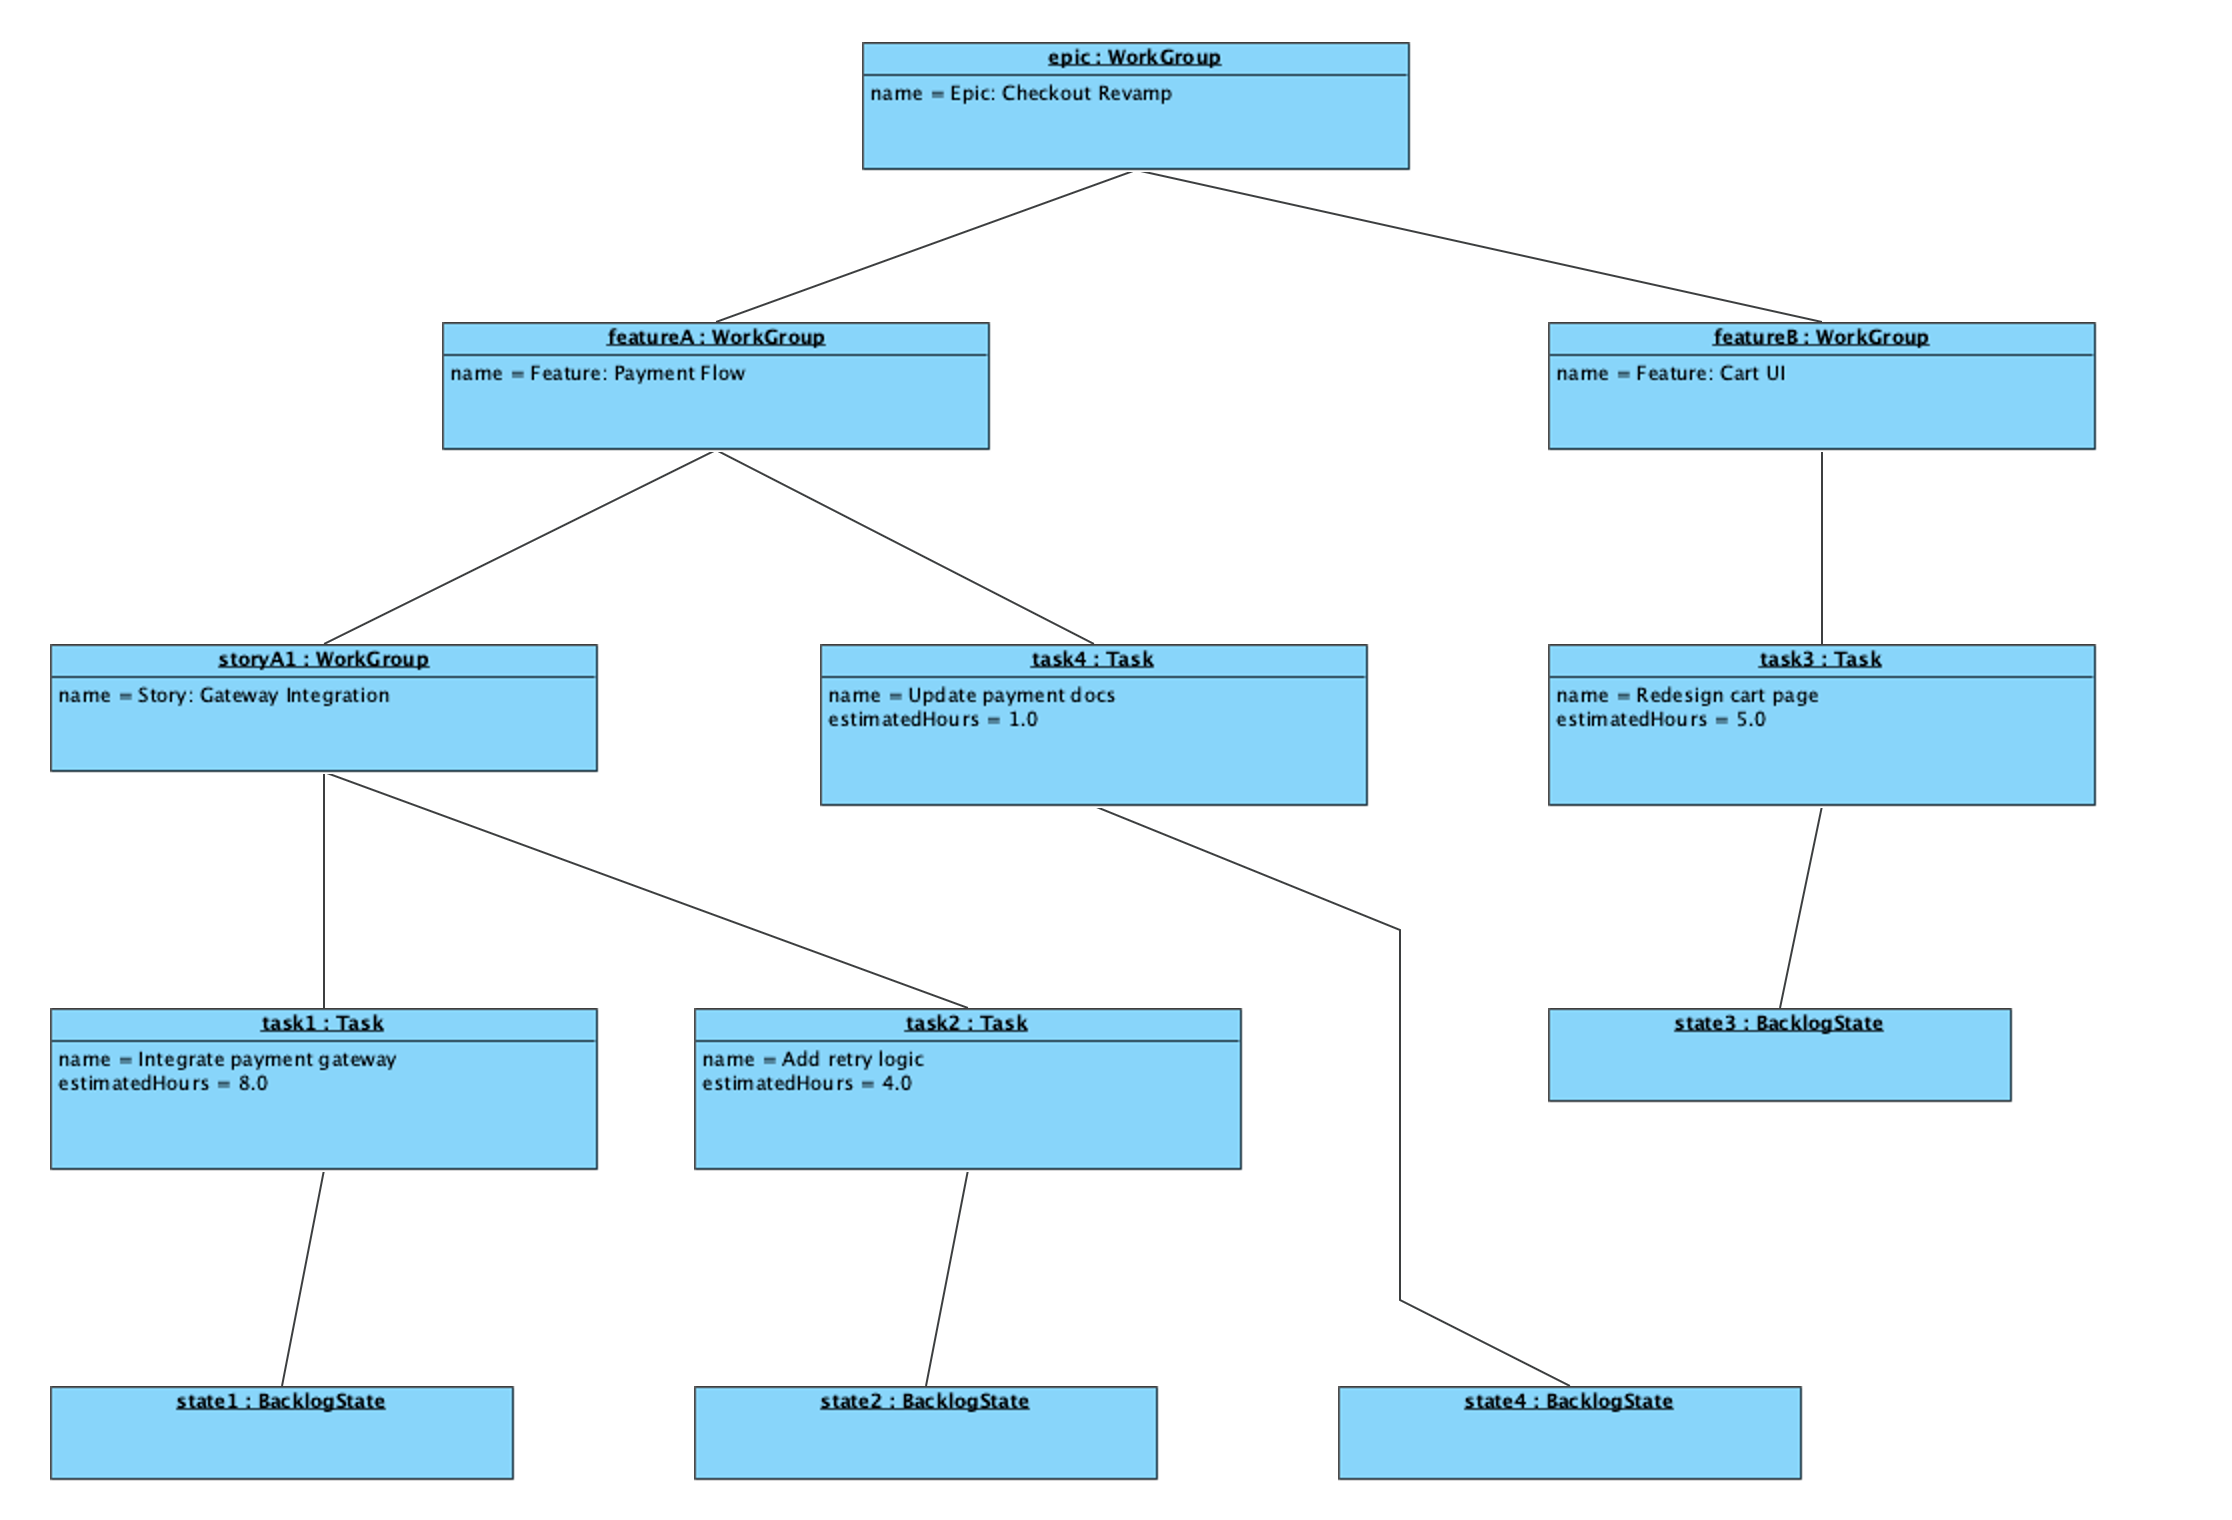 epic : WorkGroup
name = Epic: Checkout Revamp
featureA : WorkGroup
name = Feature: Payment Flow
featureB : WorkGroup
name = Feature: Cart UI
storyA1 : WorkGroup
name = Story: Gateway Integration
task4 : Task
name = Update payment docs
estimatedHours = 1.0
task3 : Task
name = Redesign cart page
estimatedHours = 5.0
task1 : Task
name = Integrate payment gateway
estimatedHours = 8.0
task2 : Task
name = Add retry logic
estimatedHours = 4.0
state3 : BacklogState
state1 : BacklogState
state2 : BacklogState
state4 : BacklogState